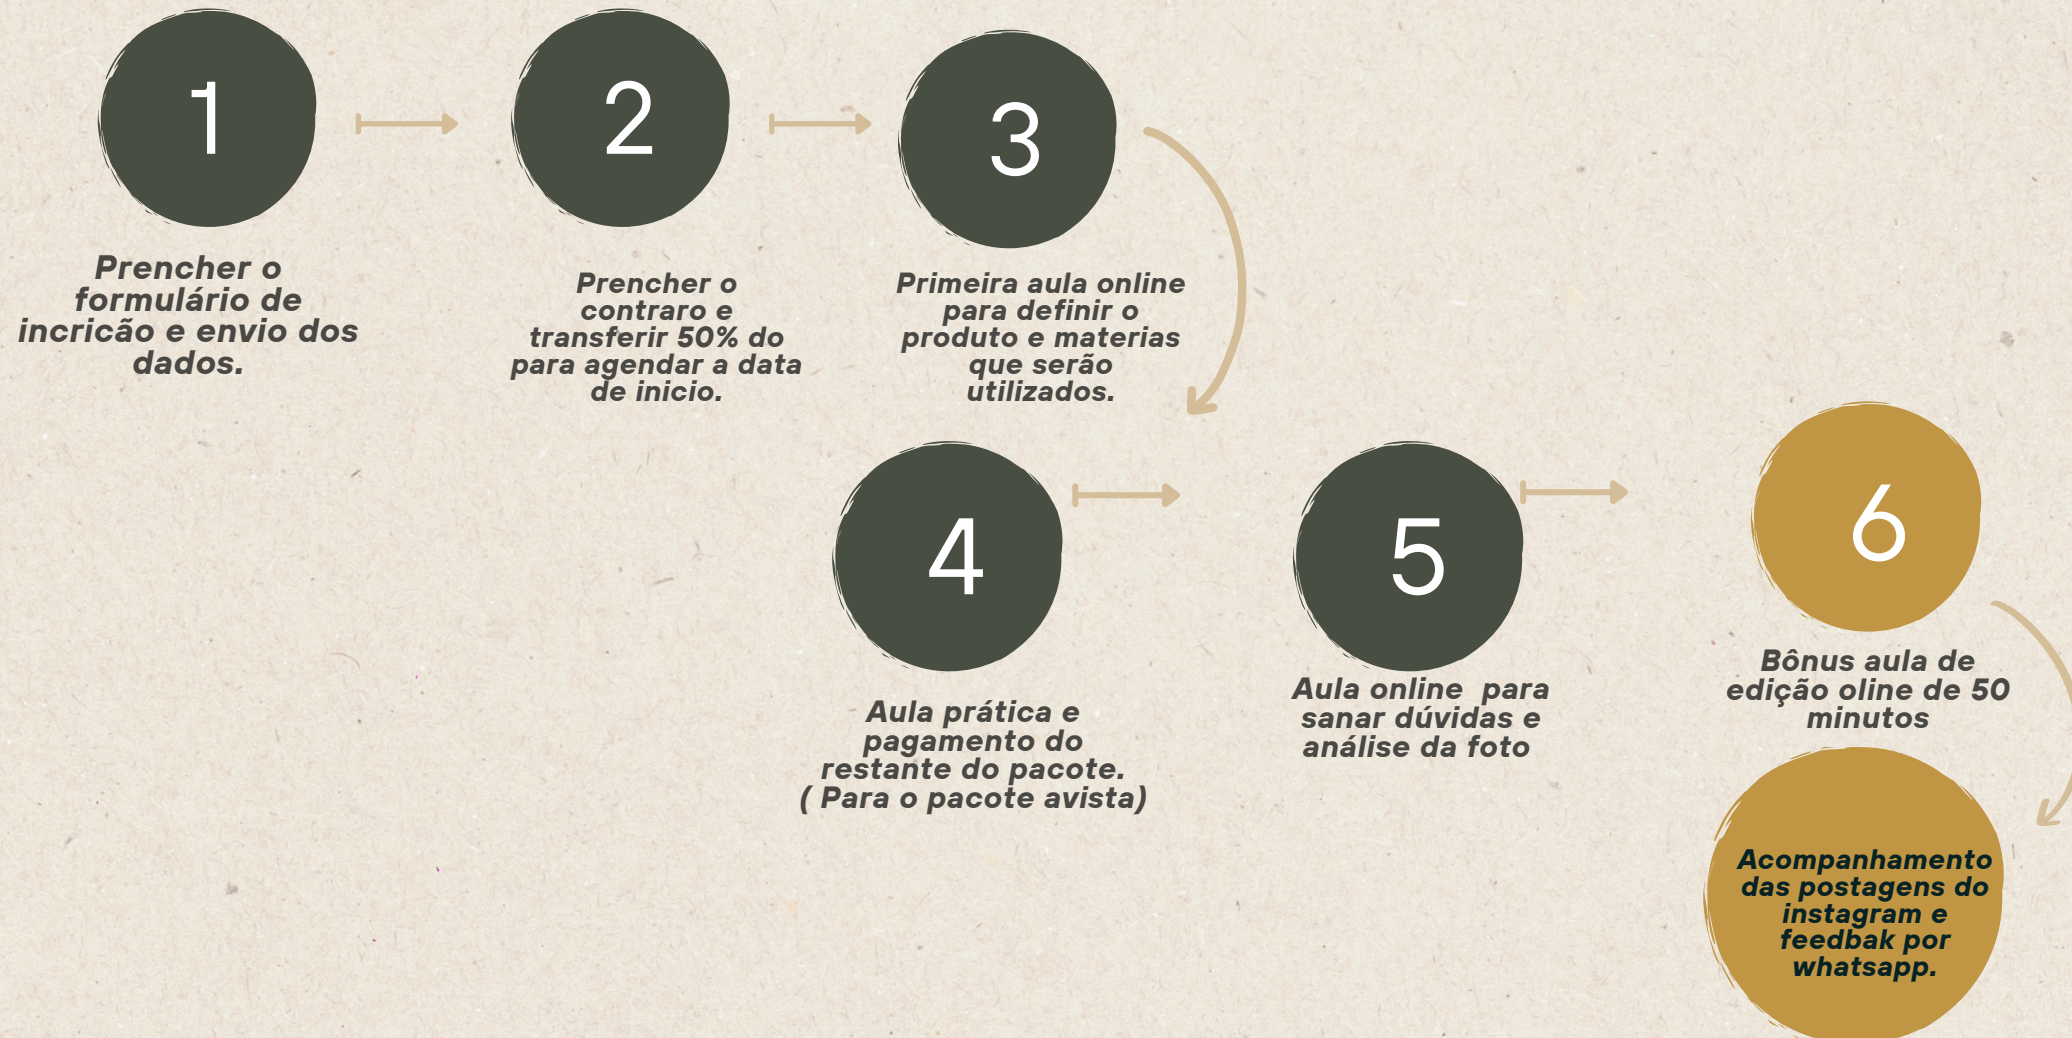 1
Prencher o
formulário de
incricão e envio dos
dados.
2
Prencher o
contraro e
transferir 50% do
para agendar a data
de inicio.
3
Primeira aula online
para definir o
produto e materias
que serão
utilizados.
4
Aula prática e
pagamento do
restante do pacote.
( Para o pacote avista)
5
Aula online para
sanar dúvidas e
análise da foto
6
Bônus aula de
edição oline de 50
minutos
Acompanhamento
das postagens do
instagram e
feedbak por
whatsapp.